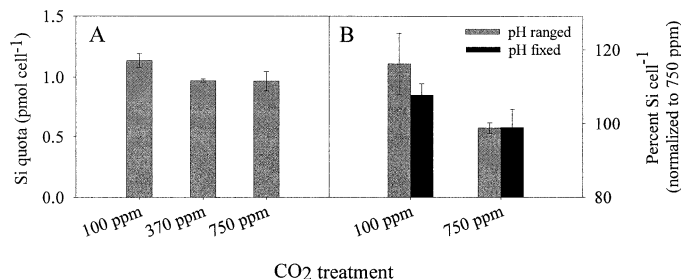 A
B
pH ranged
pH fixed
Si quota (pmol cell-1)
1.5
1.0
0.5
0.0
120
100
80
Percent Si cell-1
(normalized to 750 ppm)
100 ppm
370 ppm
750 ppm
100 ppm
750 ppm
CO2 treatment